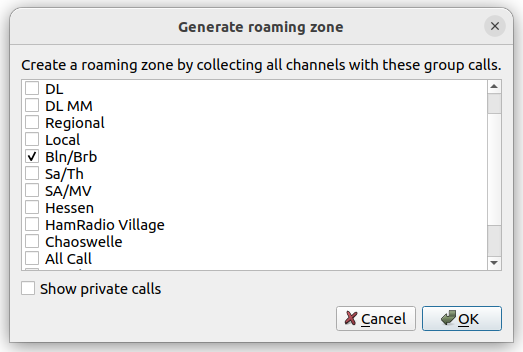 Generate roaming zone
Create a roaming zone by collecting all channels with these group calls.
DL
DL MM
Regional
Local
Bln/Brb
Sa/Th
SA/MV
Hessen
HamRadio Village
Chaoswelle
All Call
Show private calls
Cancel
OK